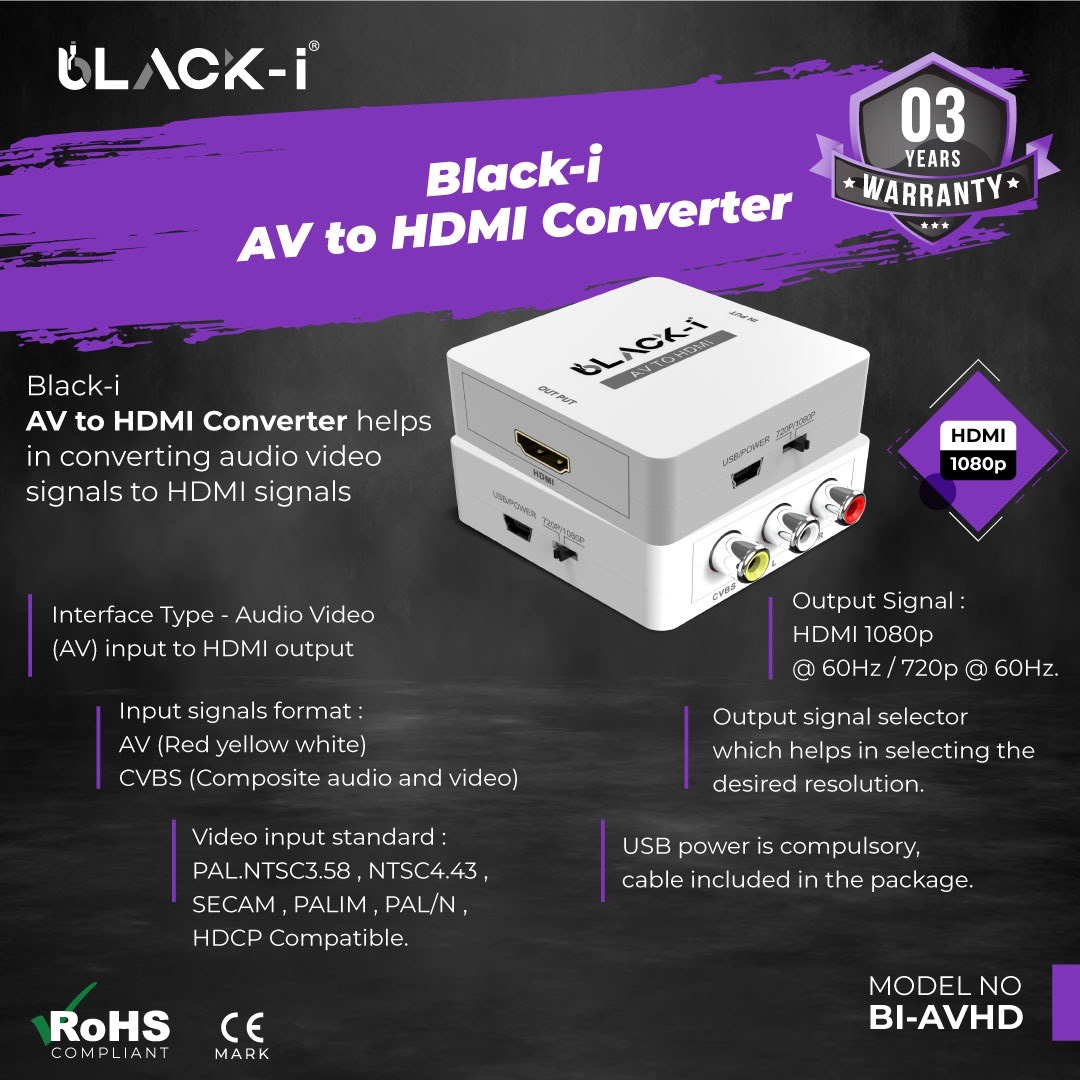 bLACK-i®
03
YEARS
WARRANTY
Black-i
AV to HDMI Converter
IN PUT
bLACK-i
AV TO HDMI
OUT PUT
HDMI
USB/POWER 720P/1080P
USB/POWER 720P/1080P
CVBS L R
HDMI
1080p
Black-i
AV to HDMI Converter helps
in converting audio video
signals to HDMI signals
Interface Type - Audio Video
(AV) input to HDMI output
Input signals format :
AV (Red yellow white)
CVBS (Composite audio and video)
Video input standard :
PAL.NTSC3.58 , NTSC4.43 ,
SECAM , PALIM , PAL/N ,
HDCP Compatible.
Output Signal :
HDMI 1080p
@ 60Hz / 720p @ 60Hz.
Output signal selector
which helps in selecting the
desired resolution.
USB power is compulsory,
cable included in the package.
RoHS
COMPLIANT
CE
MARK
MODEL NO
BI-AVHD